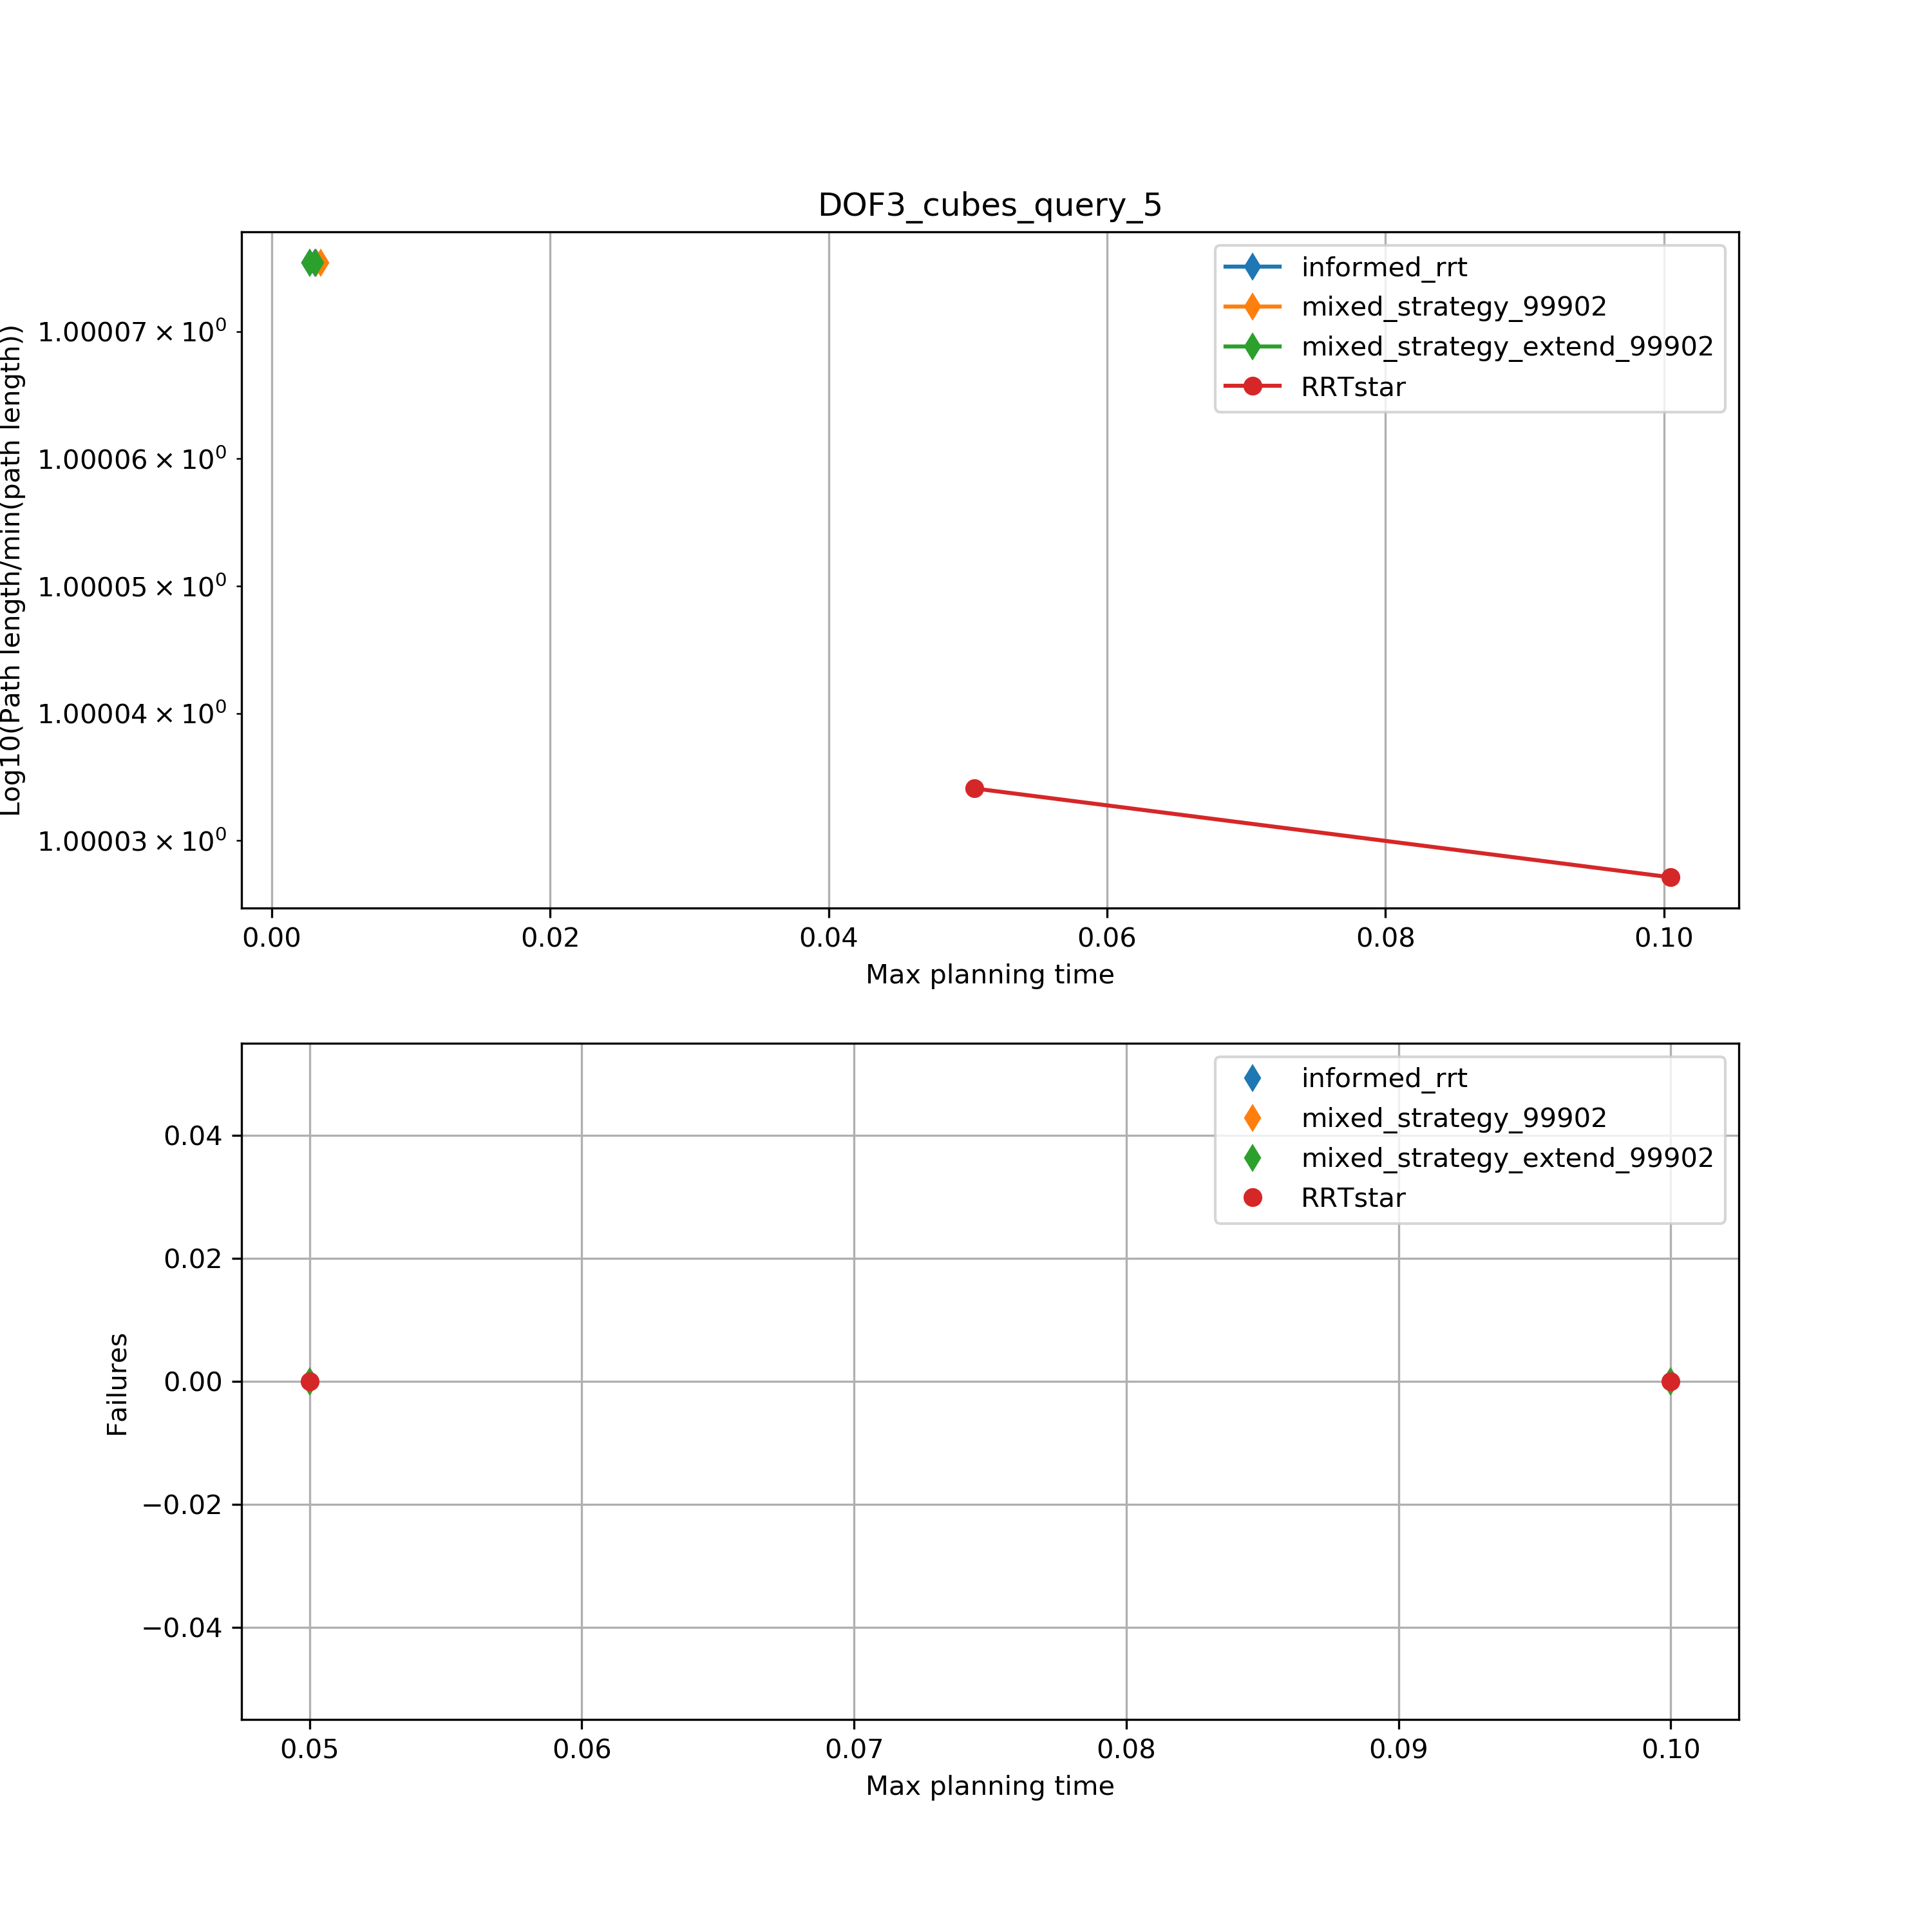 DOF3_cubes_query_5
Log10(Path length/min(path length))
1.00007 × 10⁰
1.00006 × 10⁰
1.00005 × 10⁰
1.00004 × 10⁰
1.00003 × 10⁰
informed_rrt
mixed_strategy_99902
mixed_strategy_extend_99902
RRTstar
0.00 0.02 0.04 0.06 0.08 0.10
Max planning time
Failures
0.04
0.02
0.00
−0.02
−0.04
informed_rrt
mixed_strategy_99902
mixed_strategy_extend_99902
RRTstar
0.05 0.06 0.07 0.08 0.09 0.10
Max planning time